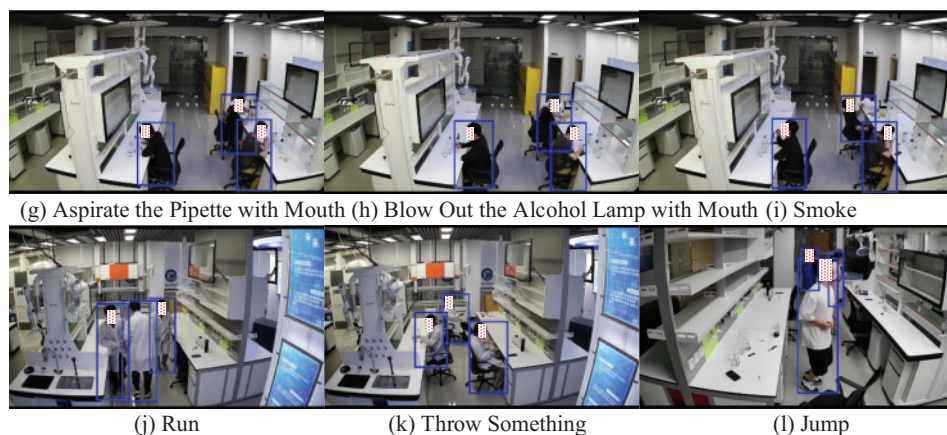 (g) Aspirate the Pipette with Mouth (h) Blow Out the Alcohol Lamp with Mouth (i) Smoke
(j) Run (k) Throw Something (l) Jump